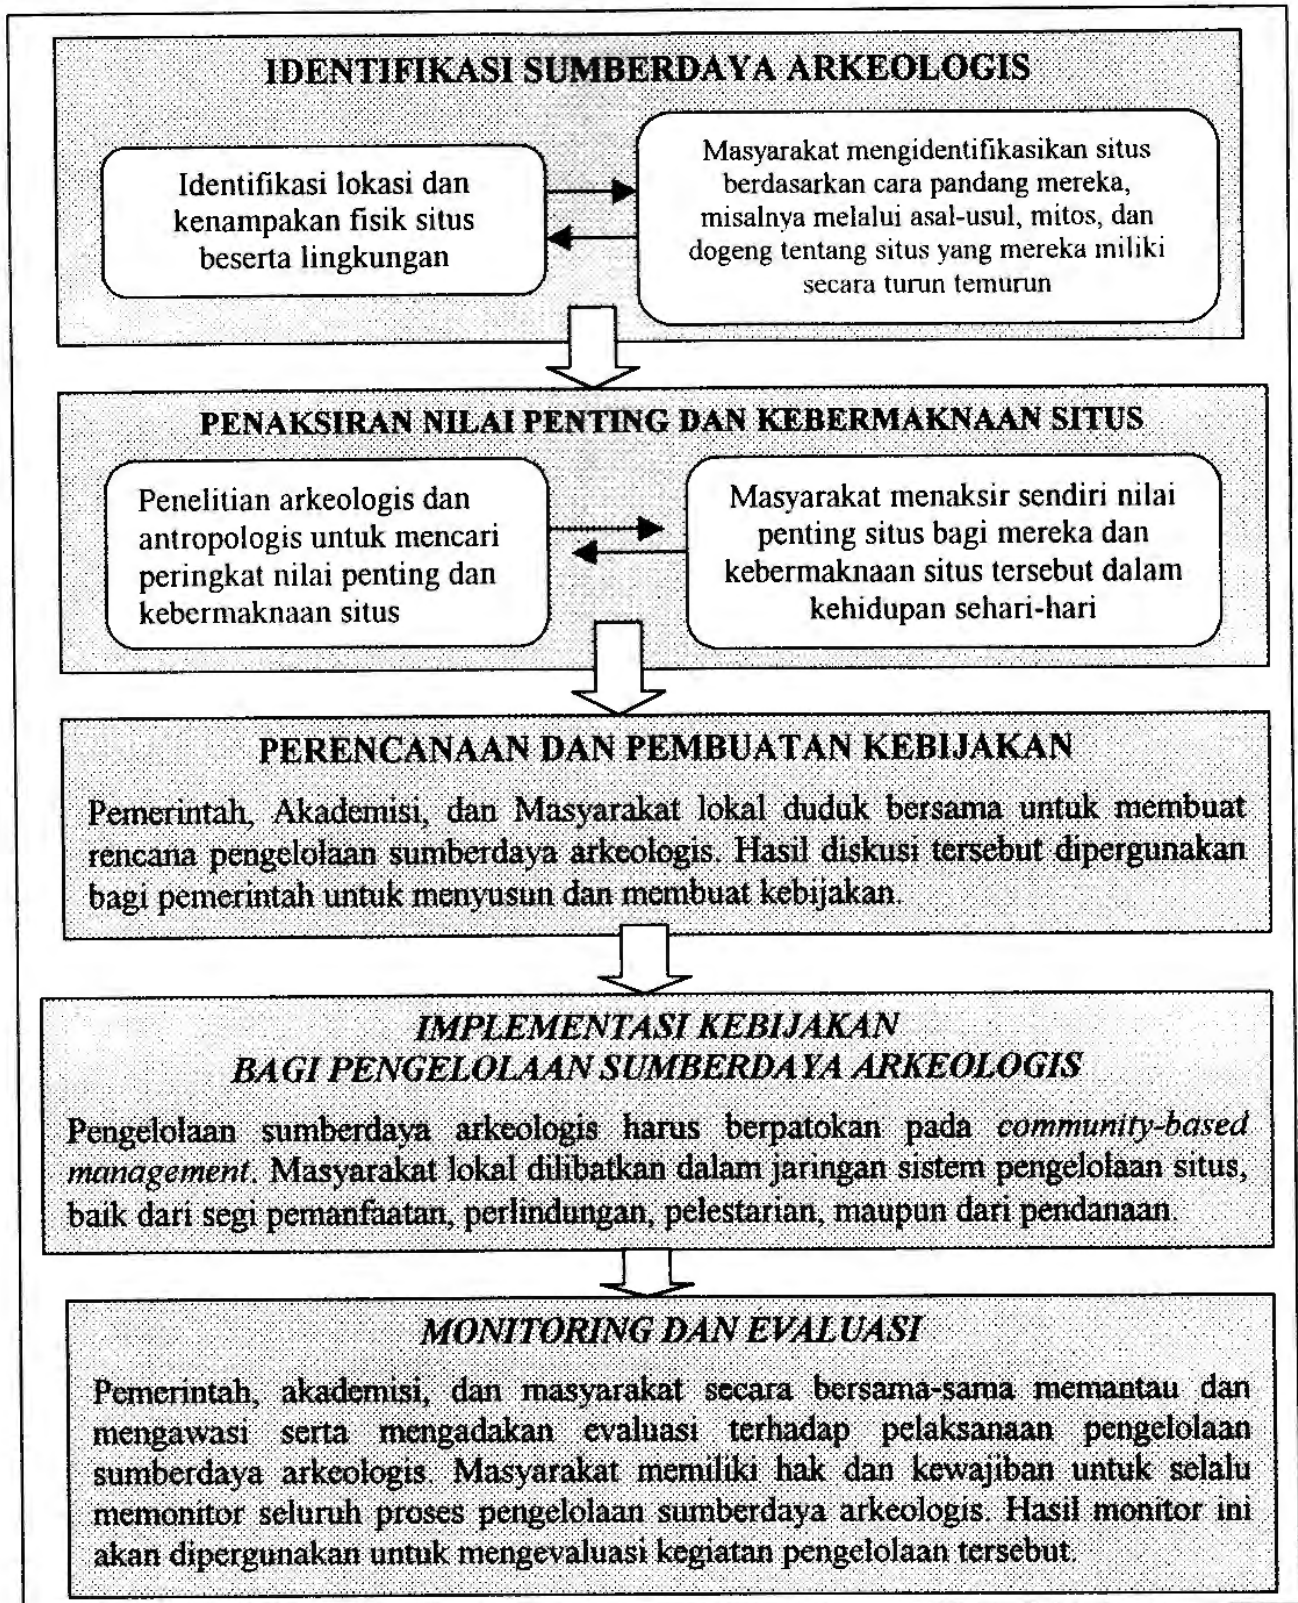 IDENTIFIKASI SUMBERDAYA ARKEOLOGIS
Identifikasi lokasi dan
kenampakan fisik situs
beserta lingkungan
Masyarakat mengidentifikasikan situs
berdasarkan cara pandang mereka,
misalnya melalui asal-usul, mitos, dan
dogeng tentang situs yang mereka miliki
secara turun temurun
PENAKSIRAN NILAI PENTING DAN KEBERMAKNAAN SITUS
Penelitian arkeologis dan
antropologis untuk mencari
peringkat nilai penting dan
kebermaknaan situs
Masyarakat menaksir sendiri nilai
penting situs bagi mereka dan
kebermaknaan situs tersebut dalam
kehidupan sehari-hari
PERENCANAAN DAN PEMBUATAN KEBIJAKAN
Pemerintah, Akademisi, dan Masyarakat lokal duduk bersama untuk membuat
rencana pengelolaan sumberdaya arkeologis. Hasil diskusi tersebut dipergunakan
bagi pemerintah untuk menyusun dan membuat kebijakan.
IMPLEMENTASI KEBIJAKAN
BAGI PENGELOLAAN SUMBERDAYA ARKEOLOGIS
Pengelolaan sumberdaya arkeologis harus berpatokan pada community-based
management. Masyarakat lokal dilibatkan dalam jaringan sistem pengelolaan situs,
baik dari segi pemanfaatan, perlindungan, pelestarian, maupun dari pendanaan.
MONITORING DAN EVALUASI
Pemerintah, akademisi, dan masyarakat secara bersama-sama memantau dan
mengawasi serta mengadakan evaluasi terhadap pelaksanaan pengelolaan
sumberdaya arkeologis. Masyarakat memiliki hak dan kewajiban untuk selalu
memonitor seluruh proses pengelolaan sumberdaya arkeologis. Hasil monitor ini
akan dipergunakan untuk mengevaluasi kegiatan pengelolaan tersebut.